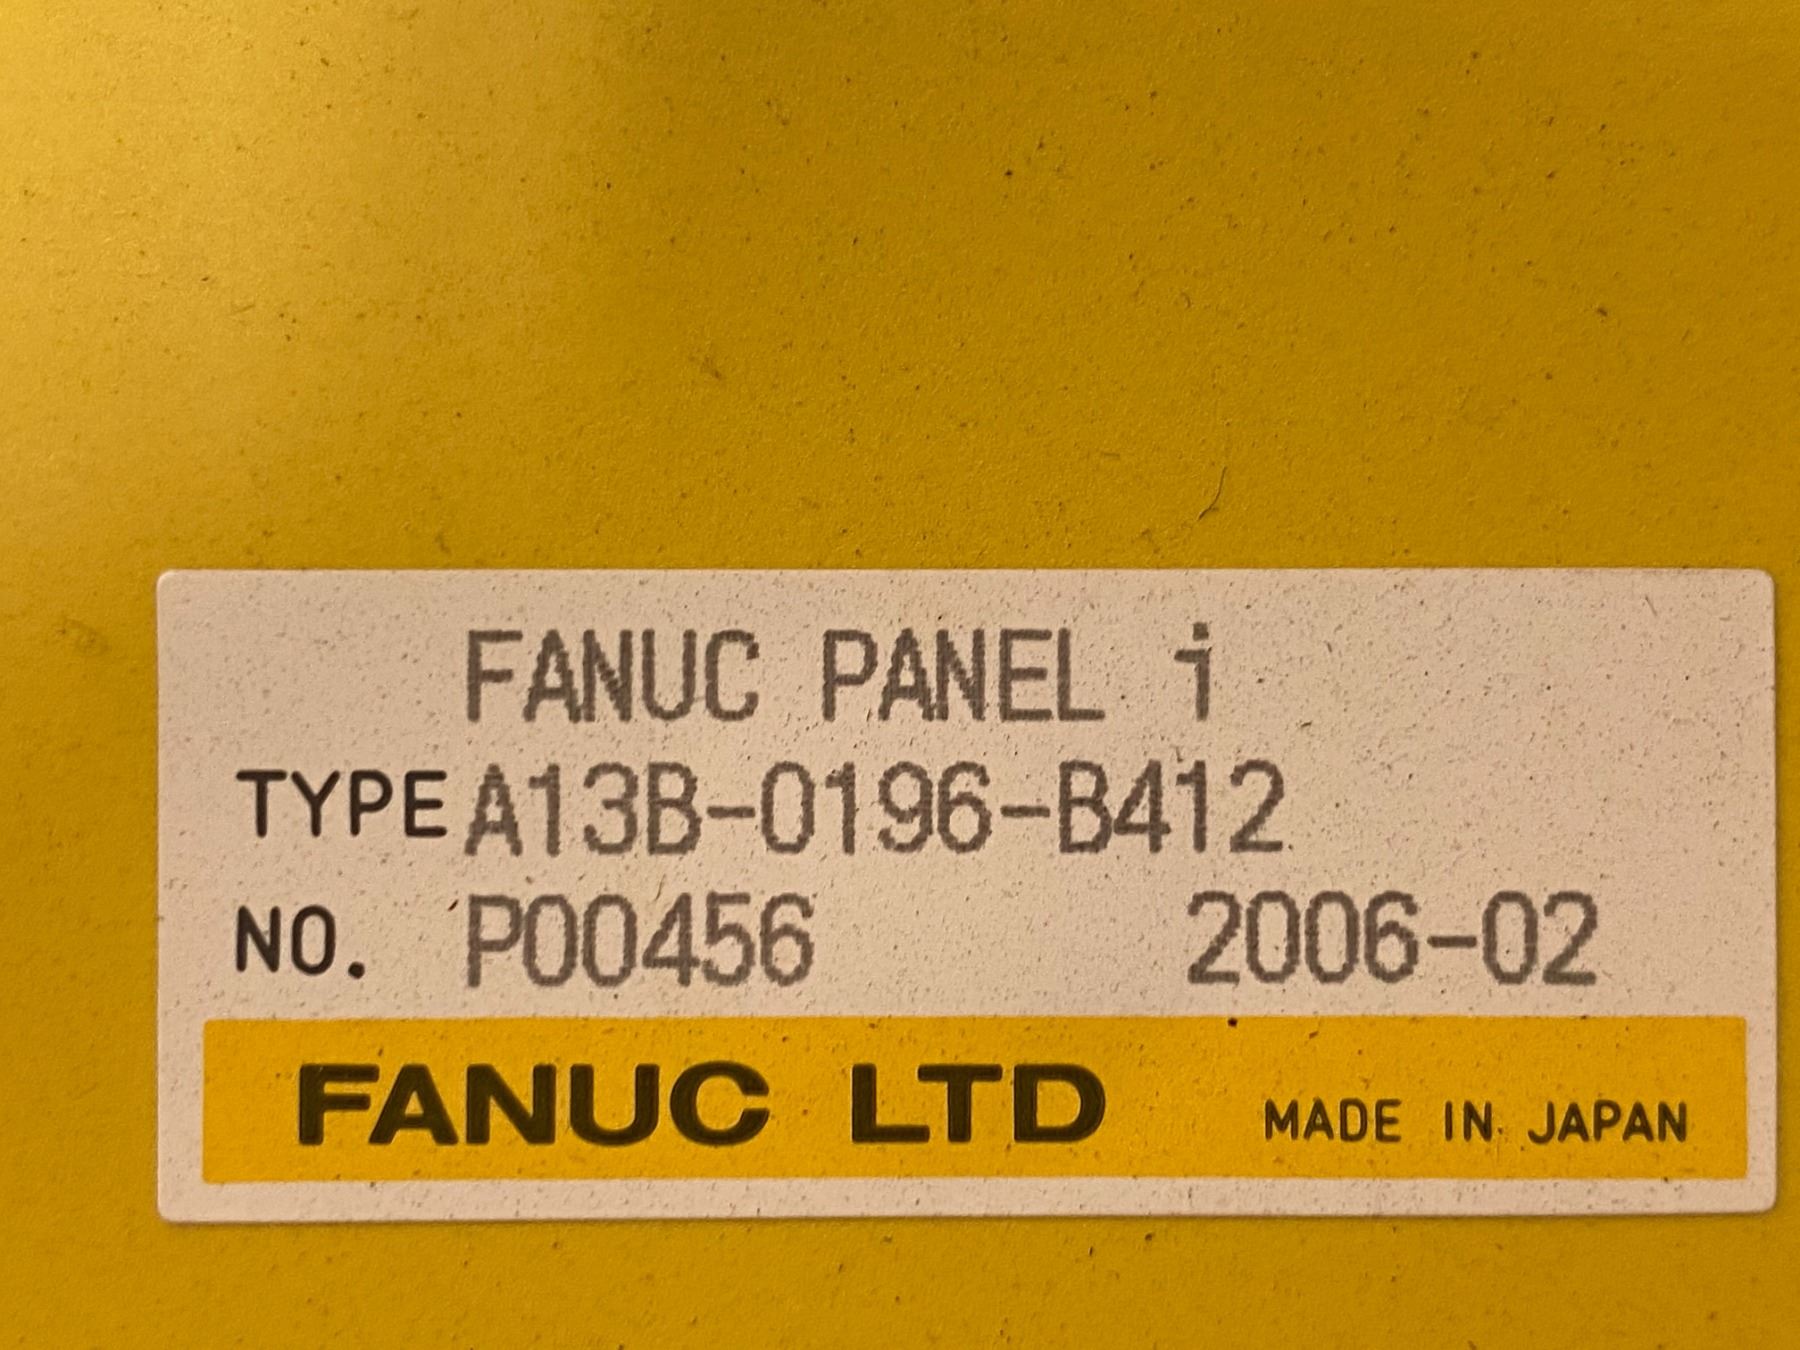 FANUC PANEL i
TYPE A13B-0196-B412
NO. P00456 2006-02
FANUC LTD MADE IN JAPAN